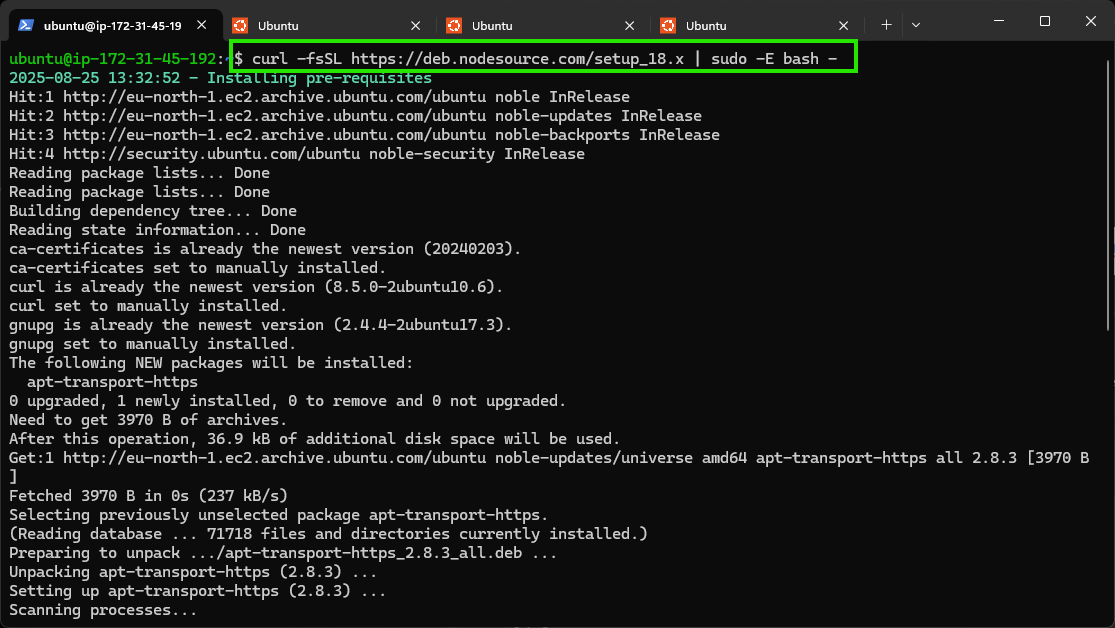 ubuntu@ip-172-31-45-19
Ubuntu
Ubuntu
Ubuntu
ubuntu@ip-172-31-45-192:~$ curl -fsSL https://deb.nodesource.com/setup_18.x | sudo -E bash -
2025-08-25 13:32:52 - Installing pre-requisites
Hit:1 http://eu-north-1.ec2.archive.ubuntu.com/ubuntu noble InRelease
Hit:2 http://eu-north-1.ec2.archive.ubuntu.com/ubuntu noble-updates InRelease
Hit:3 http://eu-north-1.ec2.archive.ubuntu.com/ubuntu noble-backports InRelease
Hit:4 http://security.ubuntu.com/ubuntu noble-security InRelease
Reading package lists... Done
Reading package lists... Done
Building dependency tree... Done
Reading state information... Done
ca-certificates is already the newest version (20240203).
ca-certificates set to manually installed.
curl is already the newest version (8.5.0-2ubuntu10.6).
curl set to manually installed.
gnupg is already the newest version (2.4.4-2ubuntu17.3).
gnupg set to manually installed.
The following NEW packages will be installed:
  apt-transport-https
0 upgraded, 1 newly installed, 0 to remove and 0 not upgraded.
Need to get 3970 B of archives.
After this operation, 36.9 kB of additional disk space will be used.
Get:1 http://eu-north-1.ec2.archive.ubuntu.com/ubuntu noble-updates/universe amd64 apt-transport-https all 2.8.3 [3970 B
]
Fetched 3970 B in 0s (237 kB/s)
Selecting previously unselected package apt-transport-https.
(Reading database ... 71718 files and directories currently installed.)
Preparing to unpack .../apt-transport-https_2.8.3_all.deb ...
Unpacking apt-transport-https (2.8.3) ...
Setting up apt-transport-https (2.8.3) ...
Scanning processes...